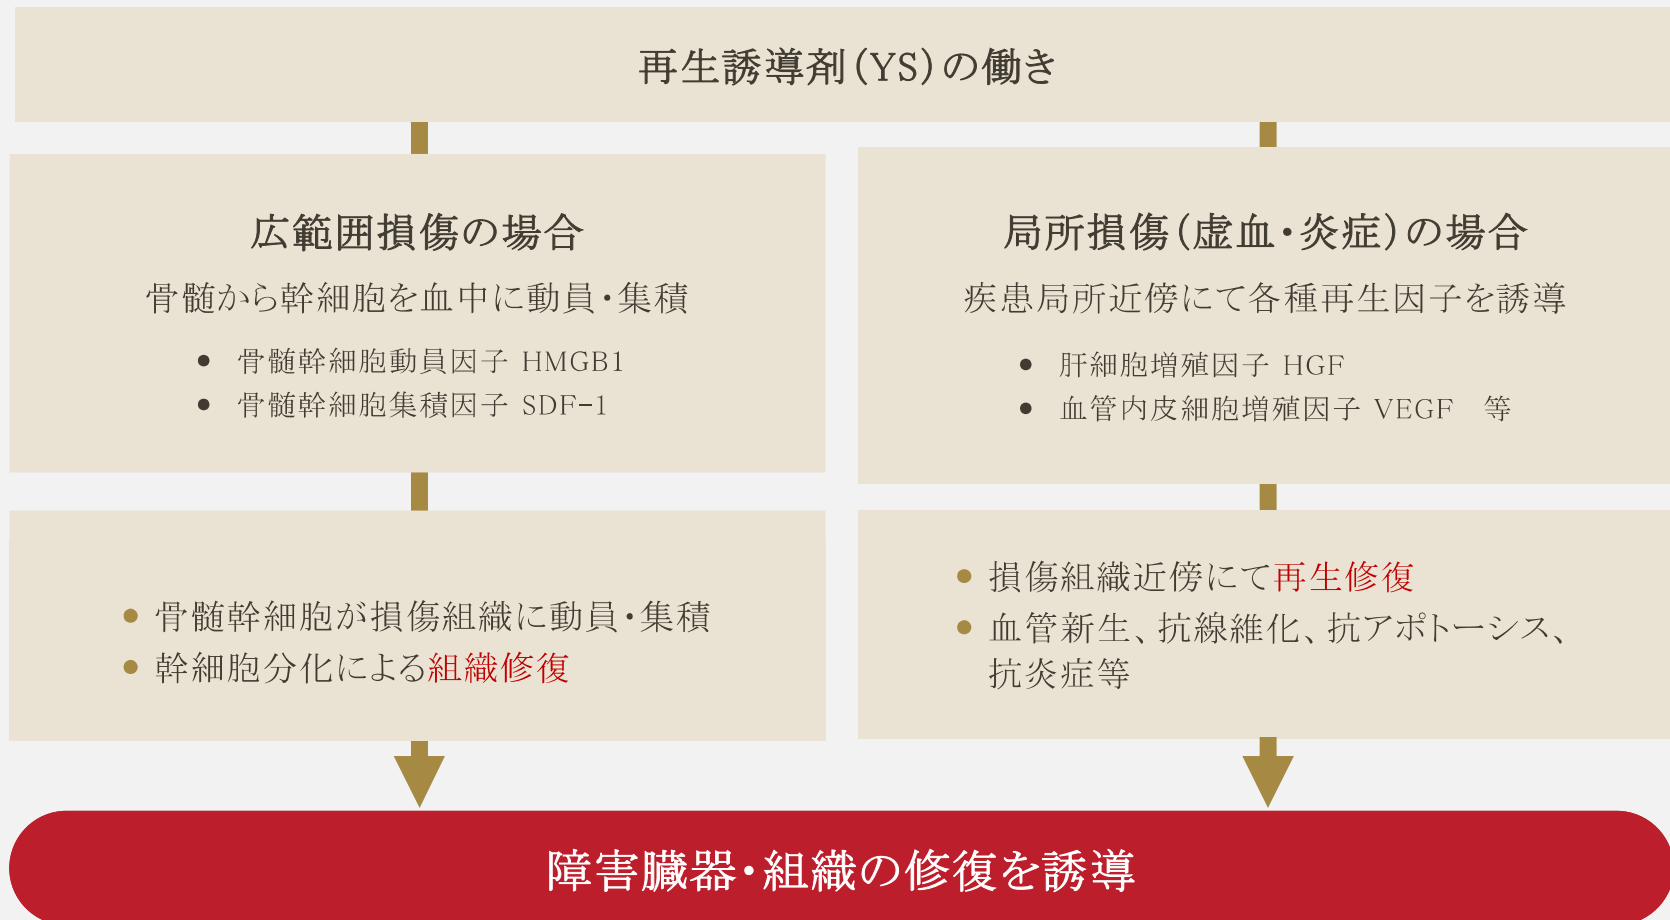 再生誘導剤(YS)の働き
広範囲損傷の場合
骨髄から幹細胞を血中に動員・集積
● 骨髄幹細胞動員因子 HMGB1
● 骨髄幹細胞集積因子 SDF-1
● 骨髄幹細胞が損傷組織に動員・集積
● 幹細胞分化による組織修復
局所損傷(虚血・炎症)の場合
疾患局所近傍にて各種再生因子を誘導
● 肝細胞増殖因子 HGF
● 血管内皮細胞増殖因子 VEGF　等
● 損傷組織近傍にて再生修復
● 血管新生、抗線維化、抗アポトーシス、
抗炎症等
障害臓器・組織の修復を誘導